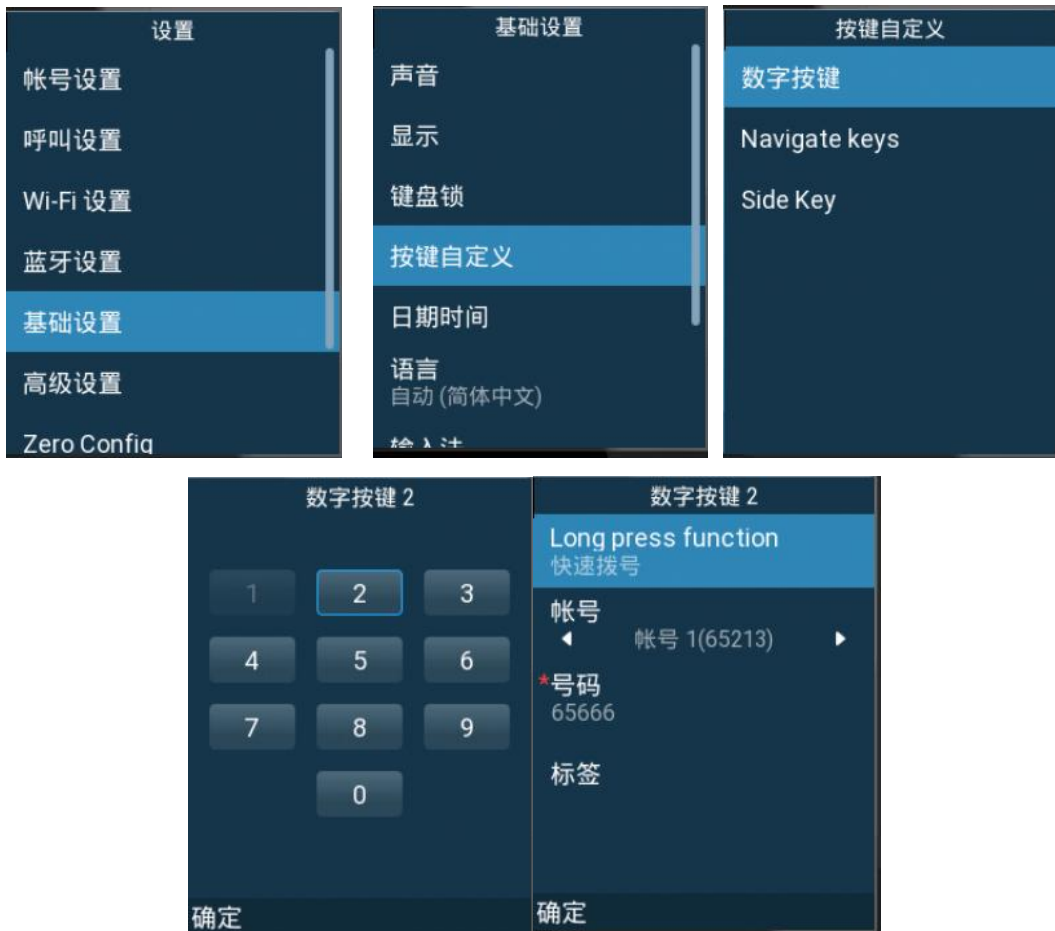 设置
帐号设置
呼叫设置
Wi-Fi 设置
蓝牙设置
基础设置
高级设置
Zero Config
基础设置
声音
显示
键盘锁
按键自定义
日期时间
语言
自动 (简体中文)
输入法
按键自定义
数字按键
Navigate keys
Side Key
数字按键 2
1 2 3
4 5 6
7 8 9
0
确定
数字按键 2
Long press function
快速拨号
帐号
帐号 1(65213)
*号码
65666
标签
确定